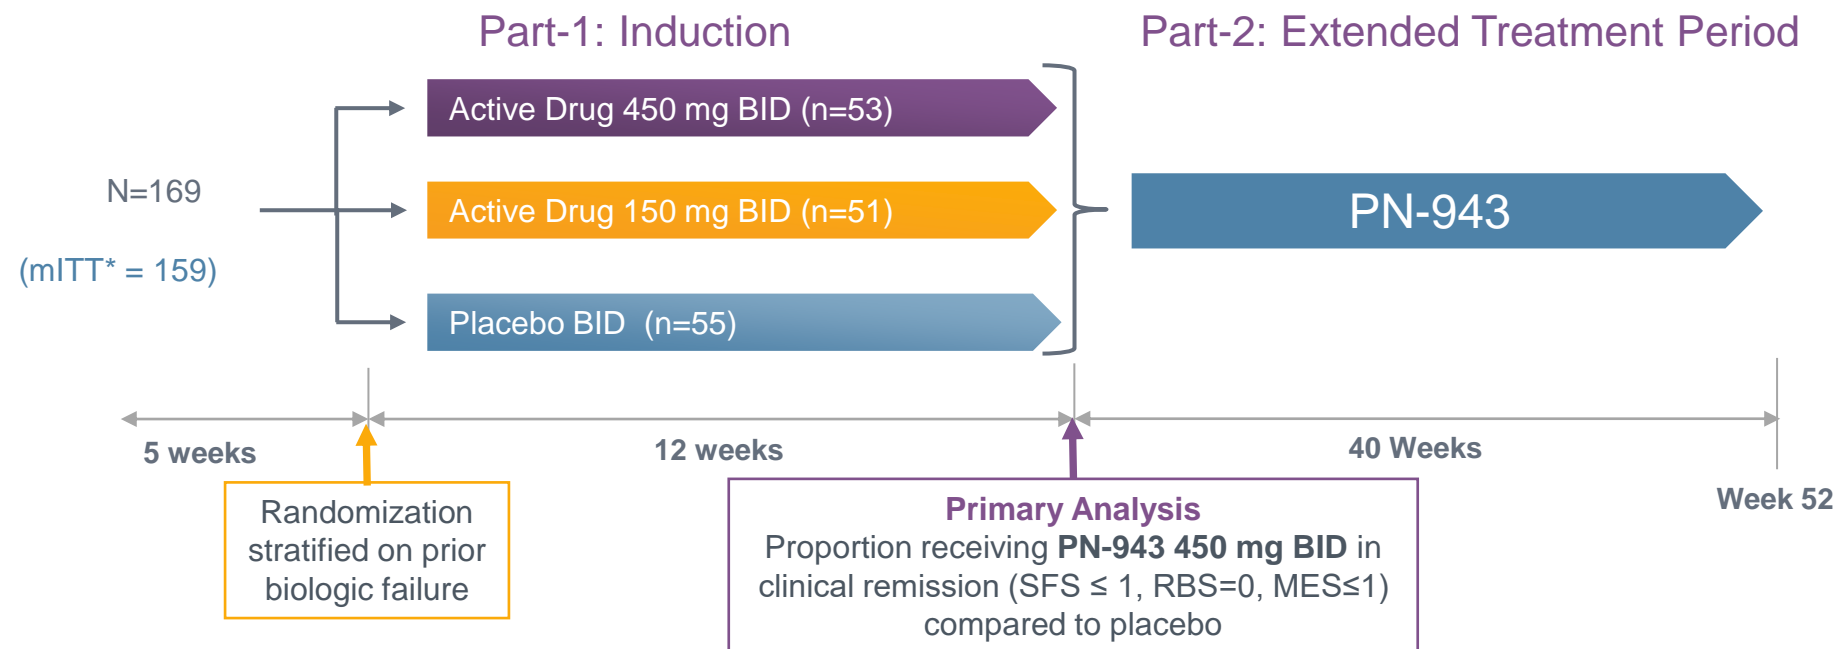 Part-1: Induction
Part-2: Extended Treatment Period
Active Drug 450 mg BID (n=53)
N=169
Active Drug 150 mg BID (n=51)
PN-943
(mITT* = 159)
Placebo BID (n=55)
5 weeks
12 weeks
40 Weeks
Week 52
Randomization
stratified on prior
biologic failure
Primary Analysis
Proportion receiving PN-943 450 mg BID in
clinical remission (SFS ≤ 1, RBS=0, MES≤1)
compared to placebo